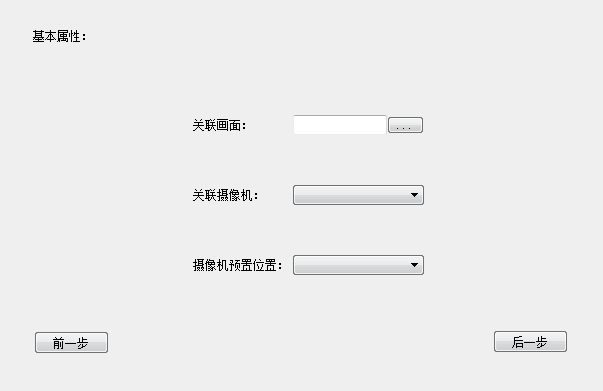 基本属性：
关联画面： ...
关联摄像机：
摄像机预置位置：
前一步 后一步